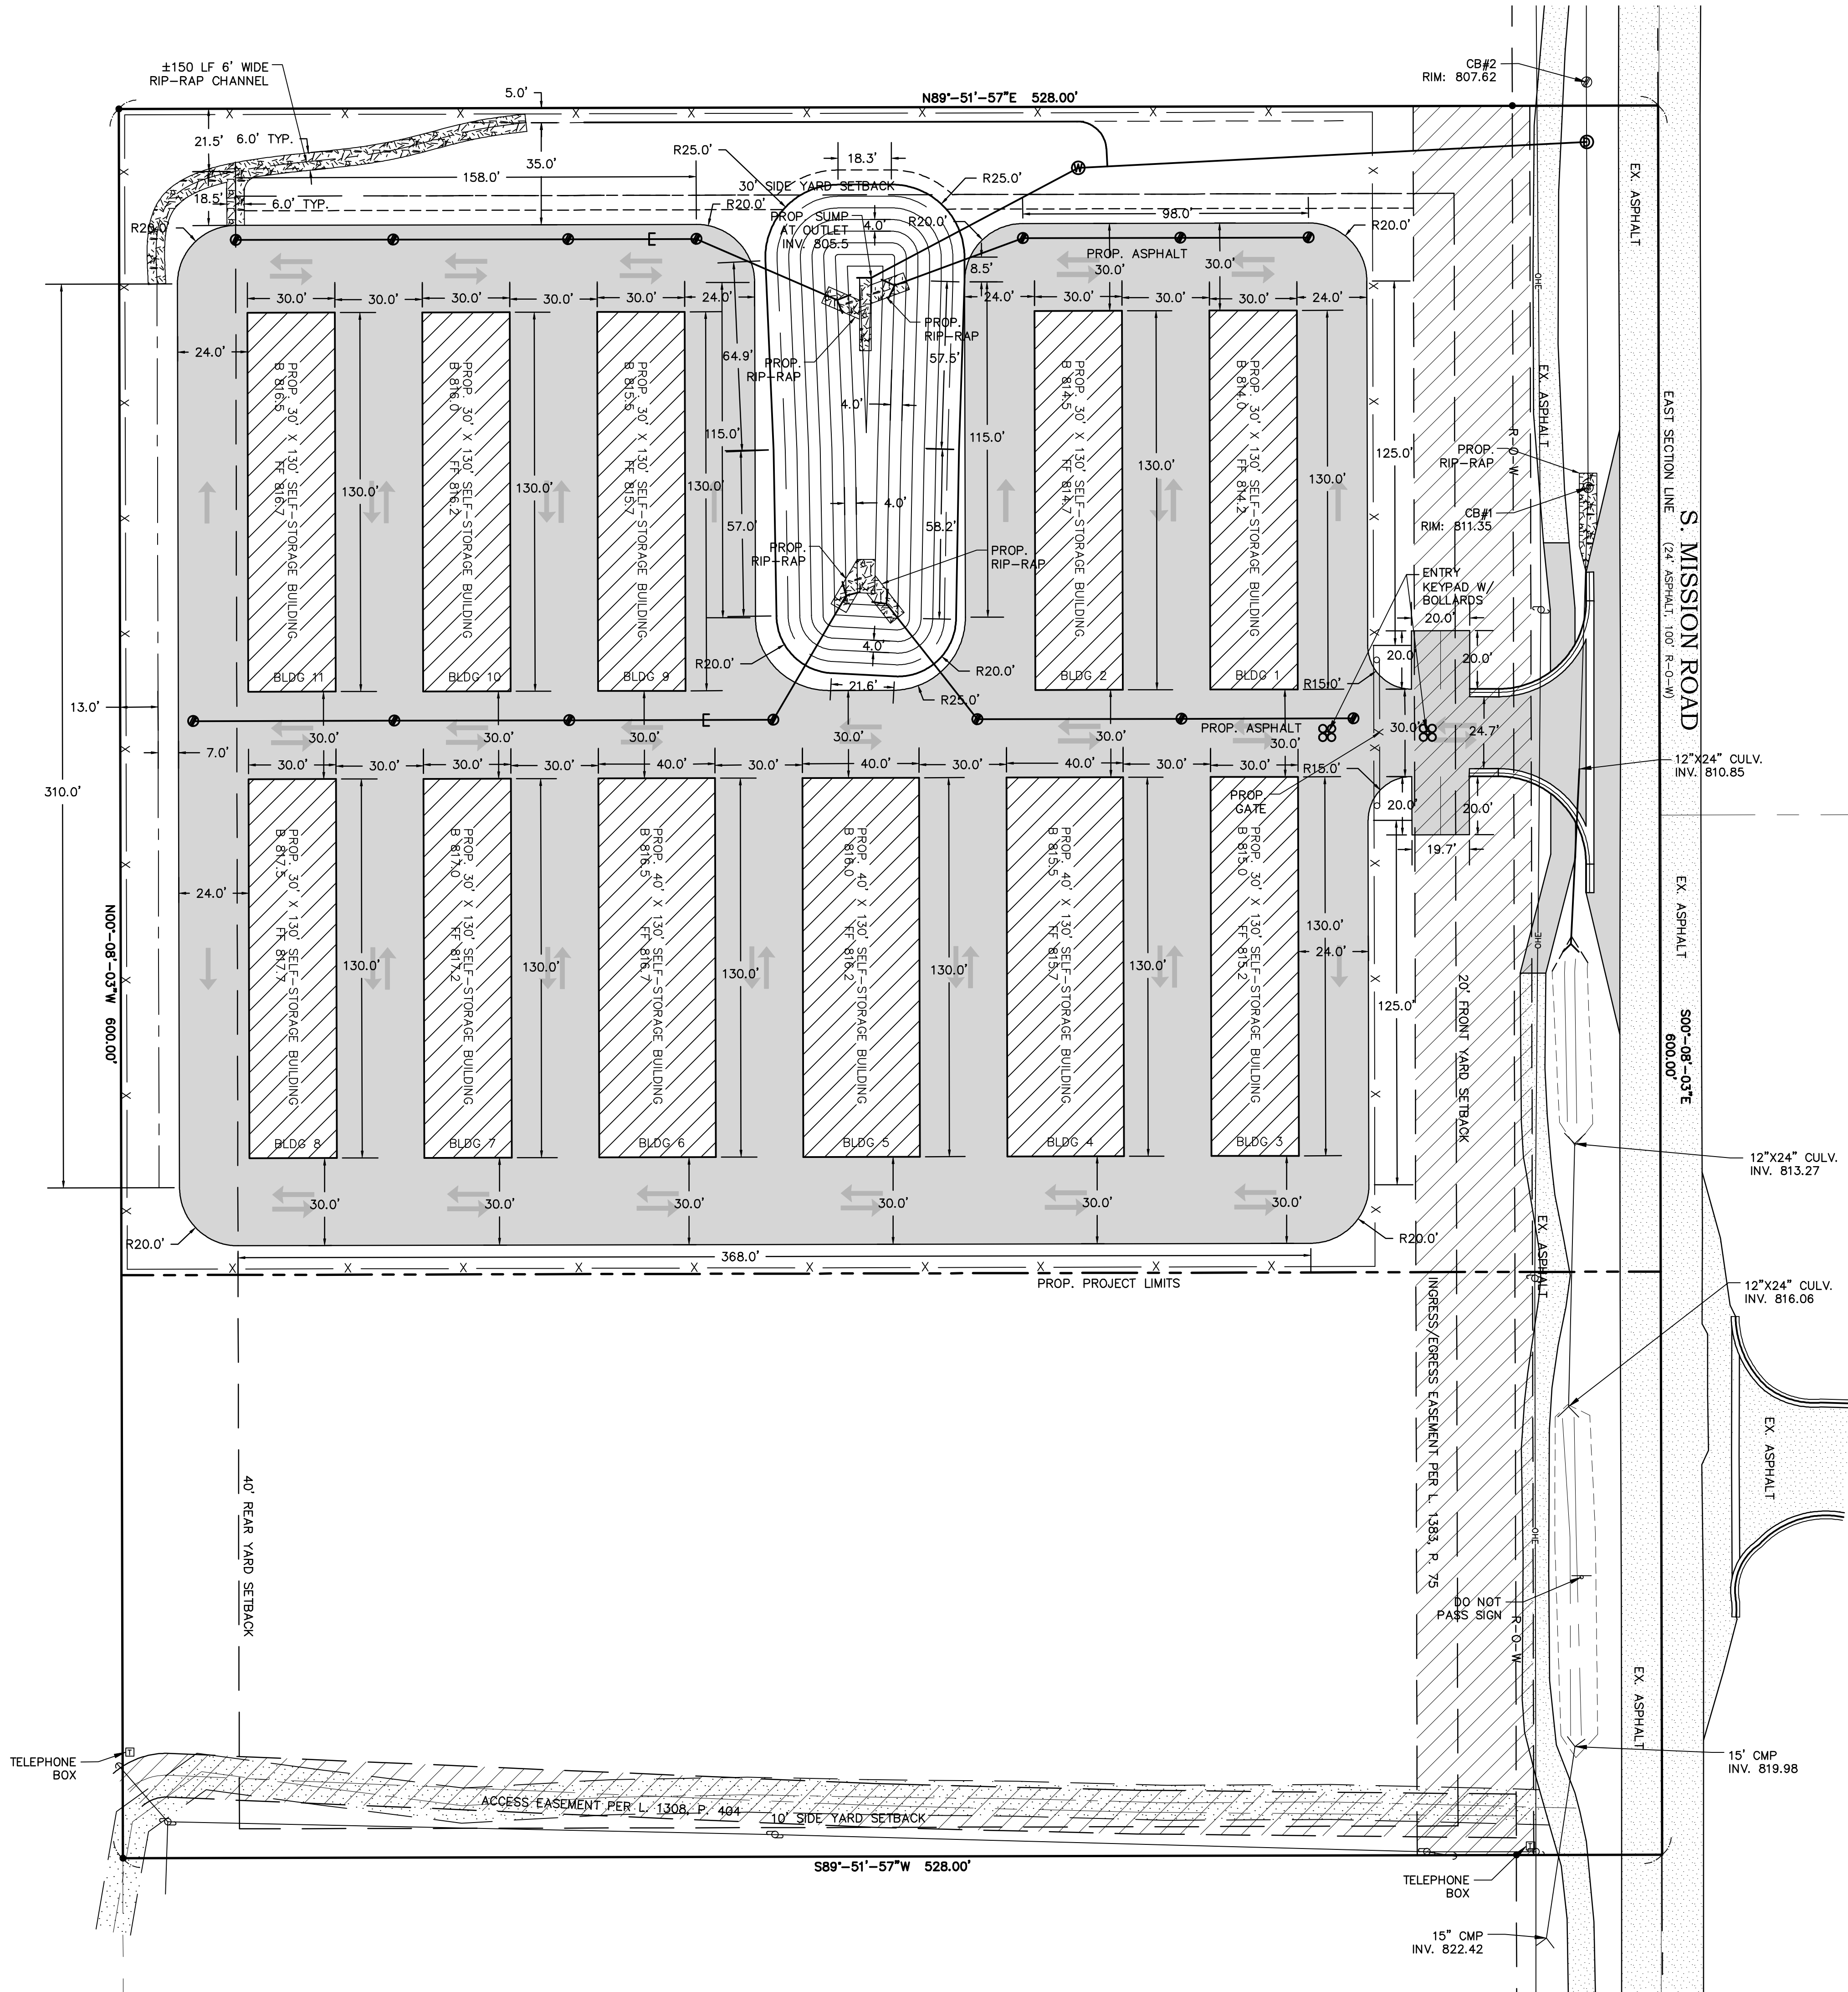 ±150 LF 6' WIDE
RIP-RAP CHANNEL
5.0'
N89°-51'-57"E 528.00'
CB#2
RIM: 807.62
21.5'
6.0' TYP.
35.0'
158.0'
18.5'
6.0' TYP.
R20.0'
R25.0'
18.3'
30' SIDE YARD SETBACK
R25.0'
R20.0'
PROP. SUMP
AT OUTLET
INV. 805.5
4.0'
R20.0'
98.0'
R20.0'
E
PROP. ASPHALT
30.0'
30.0'
8.5'
W
30.0'
30.0'
30.0'
30.0'
30.0'
24.0'
24.0'
30.0'
30.0'
30.0'
24.0'
24.0'
PROP.
RIP-RAP
PROP.
RIP-RAP
64.9'
57.5'
4.0'
115.0'
115.0'
125.0'
130.0'
130.0'
130.0'
130.0'
130.0'
4.0'
57.0'
58.2'
PROP.
RIP-RAP
PROP.
RIP-RAP
4.0'
R20.0'
R20.0'
21.6'
R25.0'
PROP. 30' X 130' SELF-STORAGE BUILDING
B 816.5 FF 816.7
BLDG 11
PROP. 30' X 130' SELF-STORAGE BUILDING
B 816.0 FF 816.2
BLDG 10
PROP. 30' X 130' SELF-STORAGE BUILDING
B 815.5 FF 815.7
BLDG 9
PROP. 30' X 130' SELF-STORAGE BUILDING
B 814.5 FF 814.7
BLDG 2
PROP. 30' X 130' SELF-STORAGE BUILDING
B 814.0 FF 814.2
BLDG 1
PROP.
RIP-RAP
CB#1
RIM: 811.35
ENTRY
KEYPAD W/
BOLLARDS
20.0'
20.0'
20.0'
R15.0'
30.0'
24.7'
R15.0'
PROP.
GATE
20.0'
20.0'
19.7'
PROP. ASPHALT
E
30.0'
30.0'
30.0'
30.0'
30.0'
30.0'
13.0'
7.0'
310.0'
30.0'
30.0'
30.0'
30.0'
40.0'
30.0'
40.0'
30.0'
40.0'
30.0'
30.0'
24.0'
24.0'
130.0'
130.0'
130.0'
130.0'
130.0'
130.0'
125.0'
PROP. 30' X 130' SELF-STORAGE BUILDING
B 817.5 FF 817.7
BLDG 8
PROP. 30' X 130' SELF-STORAGE BUILDING
B 817.0 FF 817.2
BLDG 7
PROP. 40' X 130' SELF-STORAGE BUILDING
B 816.5 FF 816.7
BLDG 6
PROP. 40' X 130' SELF-STORAGE BUILDING
B 816.0 FF 816.2
BLDG 5
PROP. 40' X 130' SELF-STORAGE BUILDING
B 815.5 FF 815.7
BLDG 4
PROP. 30' X 130' SELF-STORAGE BUILDING
B 815.0 FF 815.2
BLDG 3
30.0'
30.0'
30.0'
30.0'
30.0'
30.0'
R20.0'
368.0'
R20.0'
PROP. PROJECT LIMITS
N00°-08'-03"W 600.00'
EX. ASPHALT
OHE
EX. ASPHALT
R-O-W
EAST SECTION LINE
S. MISSION ROAD
(24' ASPHALT, 100' R-O-W)
12"X24" CULV.
INV. 810.85
EX. ASPHALT
OHE
20' FRONT YARD SETBACK
S00°-08'-03"E
600.00'
12"X24" CULV.
INV. 813.27
EX. ASPHALT
12"X24" CULV.
INV. 816.06
INGRESS/EGRESS EASEMENT PER L. 1383, P. 75
EX. ASPHALT
OHE
40' REAR YARD SETBACK
DO NOT
PASS SIGN
R-O-W
EX. ASPHALT
15' CMP
INV. 819.98
TELEPHONE
BOX
T
ACCESS EASEMENT PER L. 1308, P. 404
10' SIDE YARD SETBACK
S89°-51'-57"W 528.00'
T
TELEPHONE
BOX
15" CMP
INV. 822.42